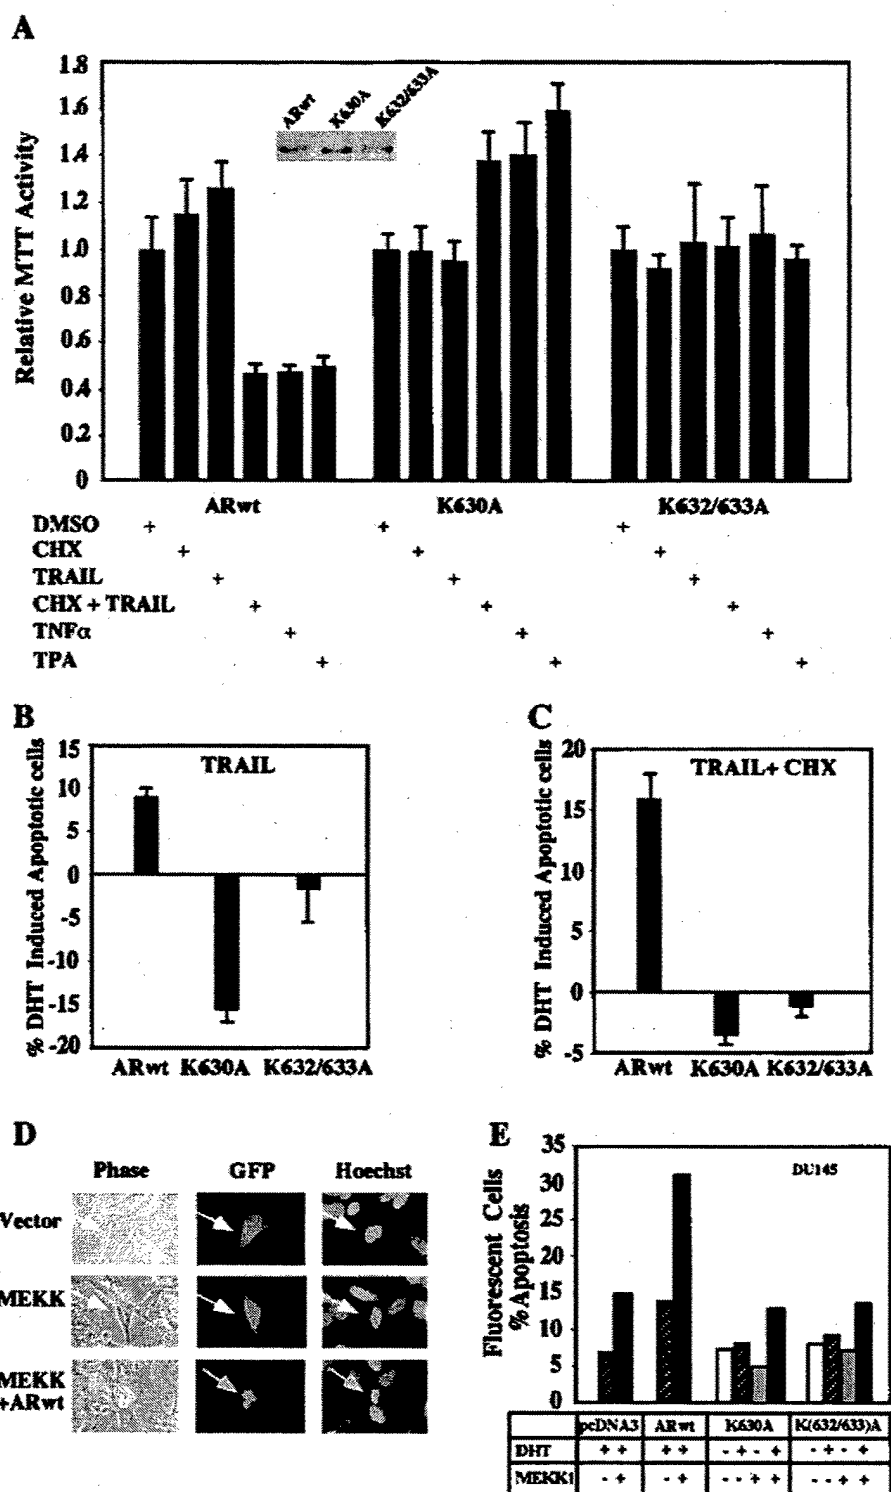 A
1.8
1.6
1.4
1.2
1.0
0.8
0.6
0.4
0.2
0
Relative MTT Activity
ARwt
K630A
K632/633A
ARwt K630A K632/633A
DMSO + + +
CHX + + +
TRAIL + + +
CHX + TRAIL + + +
TNFα + + +
TPA + + +
B
15
10
5
0
-5
-10
-15
-20
% DHT Induced Apoptotic cells
TRAIL
ARwt K630A K632/633A
C
20
15
10
5
0
-5
% DHT Induced Apoptotic cells
TRAIL+ CHX
ARwt K630A K632/633A
D
Phase GFP Hoechst
Vector
MEKK
MEKK
+ARwt
E
35
30
25
20
15
10
5
0
Fluorescent Cells
% Apoptosis
DU145
pcDNA3 ARwt K630A K(632/633)A
DHT + + + + - + - + - + - +
MEKK1 - + - + - - + + - - + +